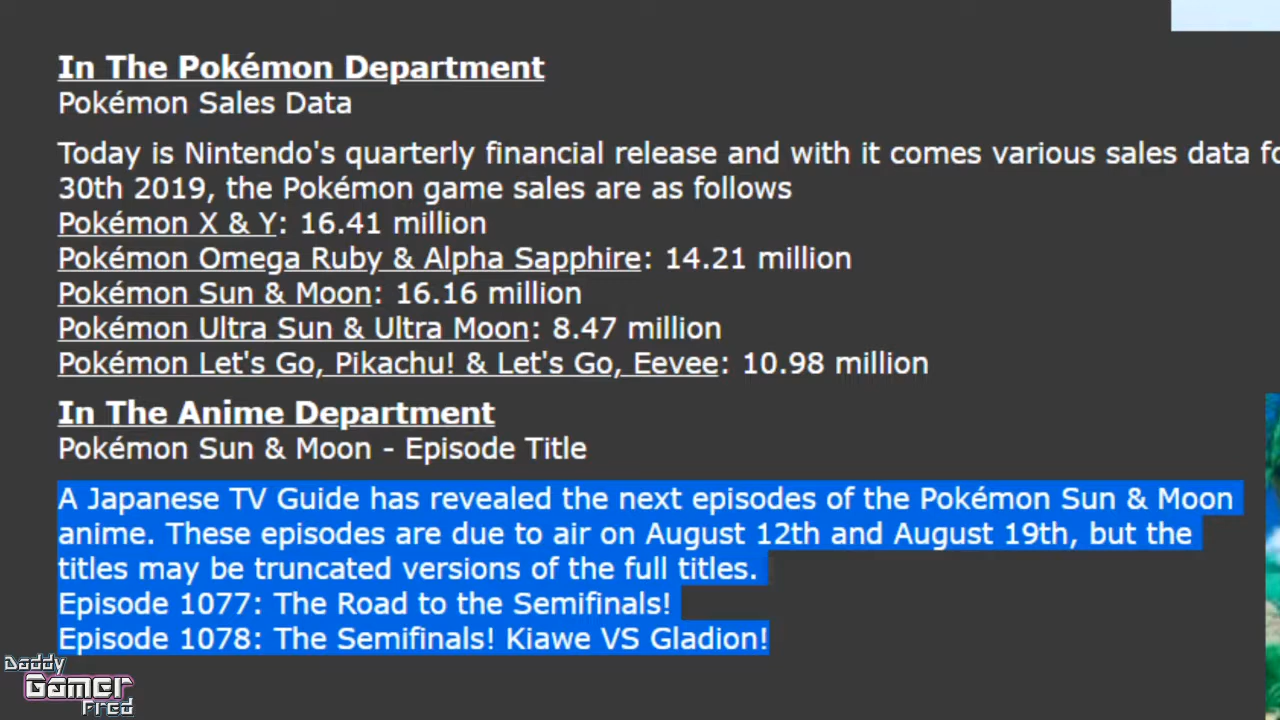 In The Pokémon Department
Pokémon Sales Data
Today is Nintendo's quarterly financial release and with it comes various sales data
30th 2019, the Pokémon game sales are as follows
Pokémon X & Y: 16.41 million
Pokémon Omega Ruby & Alpha Sapphire: 14.21 million
Pokémon Sun & Moon: 16.16 million
Pokémon Ultra Sun & Ultra Moon: 8.47 million
Pokémon Let's Go, Pikachu! & Let's Go, Eevee: 10.98 million
In The Anime Department
Pokémon Sun & Moon - Episode Title
A Japanese TV Guide has revealed the next episodes of the Pokémon Sun & Moon
anime. These episodes are due to air on August 12th and August 19th, but the
titles may be truncated versions of the full titles.
Episode 1077: The Road to the Semifinals!
Episode 1078: The Semifinals! Kiawe VS Gladion!
Daddy
Gamer
Fred